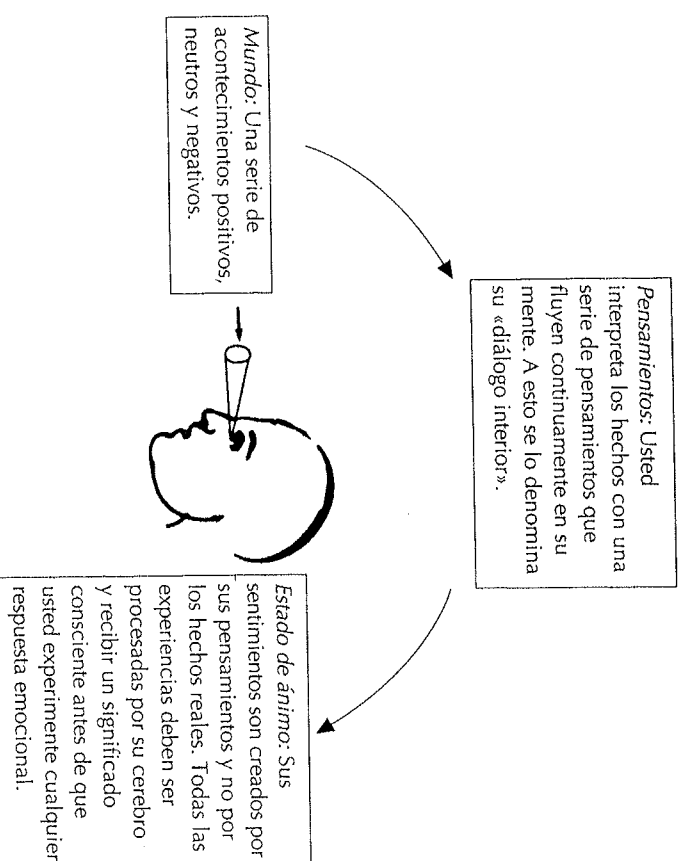 Mundo: Una serie de
acontecimientos positivos,
neutros y negativos.
Pensamientos: Usted
interpreta los hechos con una
serie de pensamientos que
fluyen continuamente en su
mente. A esto se lo denomina
su «diálogo interior».
Estado de ánimo: Sus
sentimientos son creados por
sus pensamientos y no por
los hechos reales. Todas las
experiencias deben ser
procesadas por su cerebro
y recibir un significado
consciente antes de que
usted experimente cualquier
respuesta emocional.